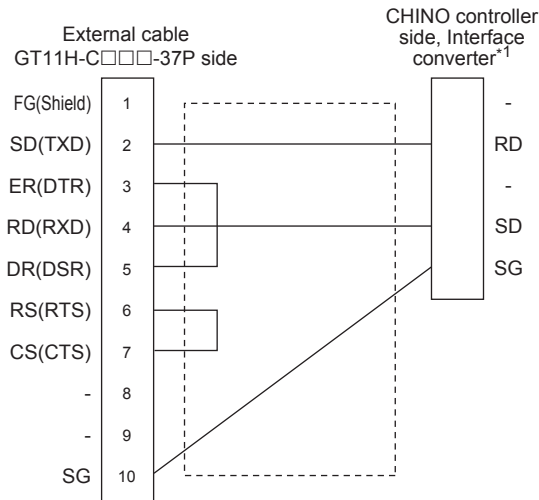 External cable
GT11H-C□□□-37P side
CHINO controller
side, Interface
converter*1
FG(Shield) 1 -
SD(TXD) 2 RD
ER(DTR) 3 -
RD(RXD) 4 SD
DR(DSR) 5 SG
RS(RTS) 6
CS(CTS) 7
- 8
- 9
SG 10